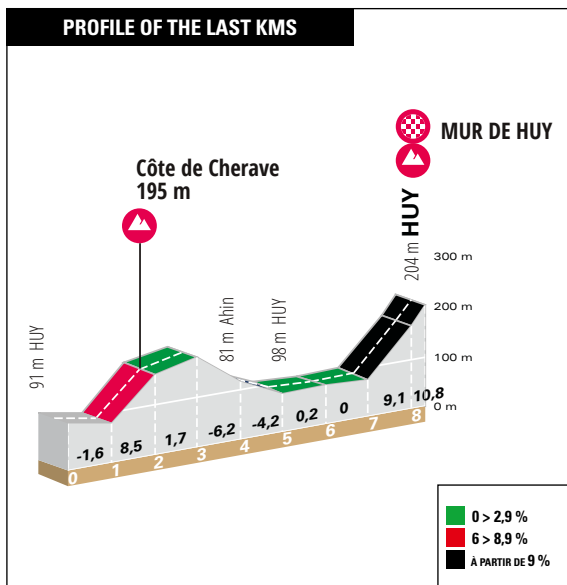 PROFILE OF THE LAST KMS
MUR DE HUY
Côte de Cherave
195 m
204 m HUY
300 m
200 m
100 m
0 m
91 m HUY
81 m Ahin
98 m HUY
-1,6 8,5 1,7 -6,2 -4,2 0,2 0 9,1 10,8
0 1 2 3 4 5 6 7 8
0 > 2,9 %
6 > 8,9 %
À PARTIR DE 9 %